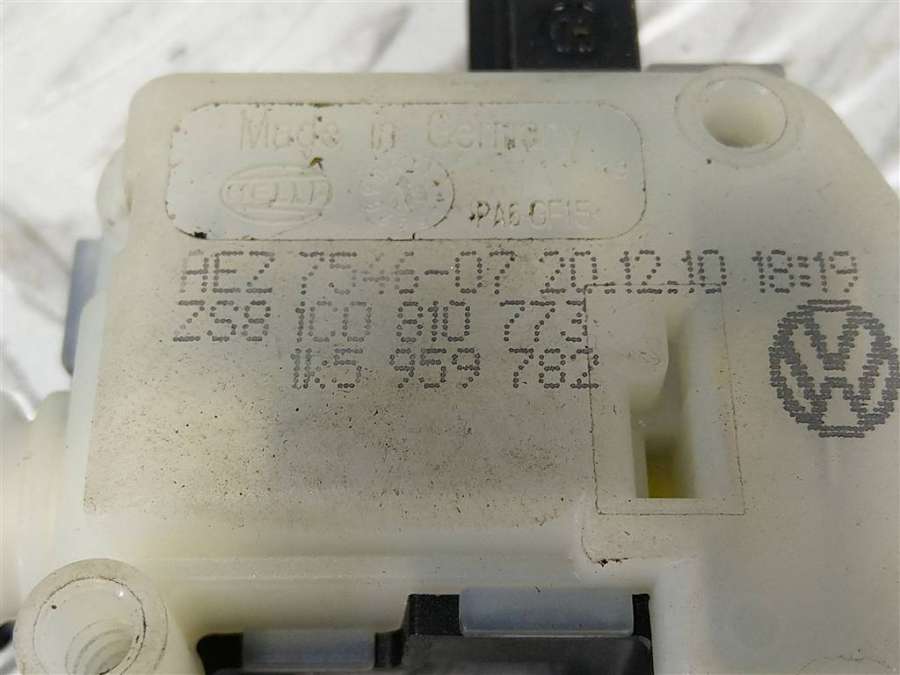 Made in Germany
HELLA
PA6 GF15
AEZ 7546-07 20.12.10 18:19
ZS8 1C0 810 773
1K5 959 782